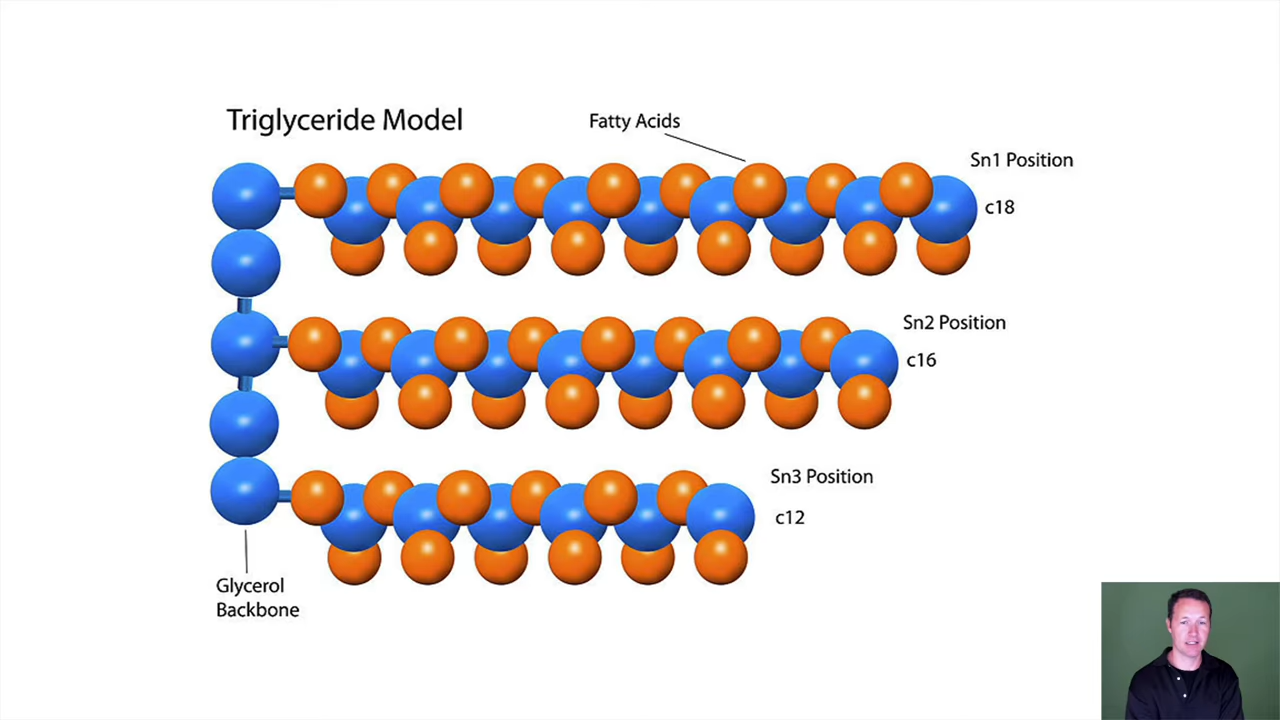 Triglyceride Model
Fatty Acids
Sn1 Position
c18
Sn2 Position
c16
Sn3 Position
c12
Glycerol
Backbone